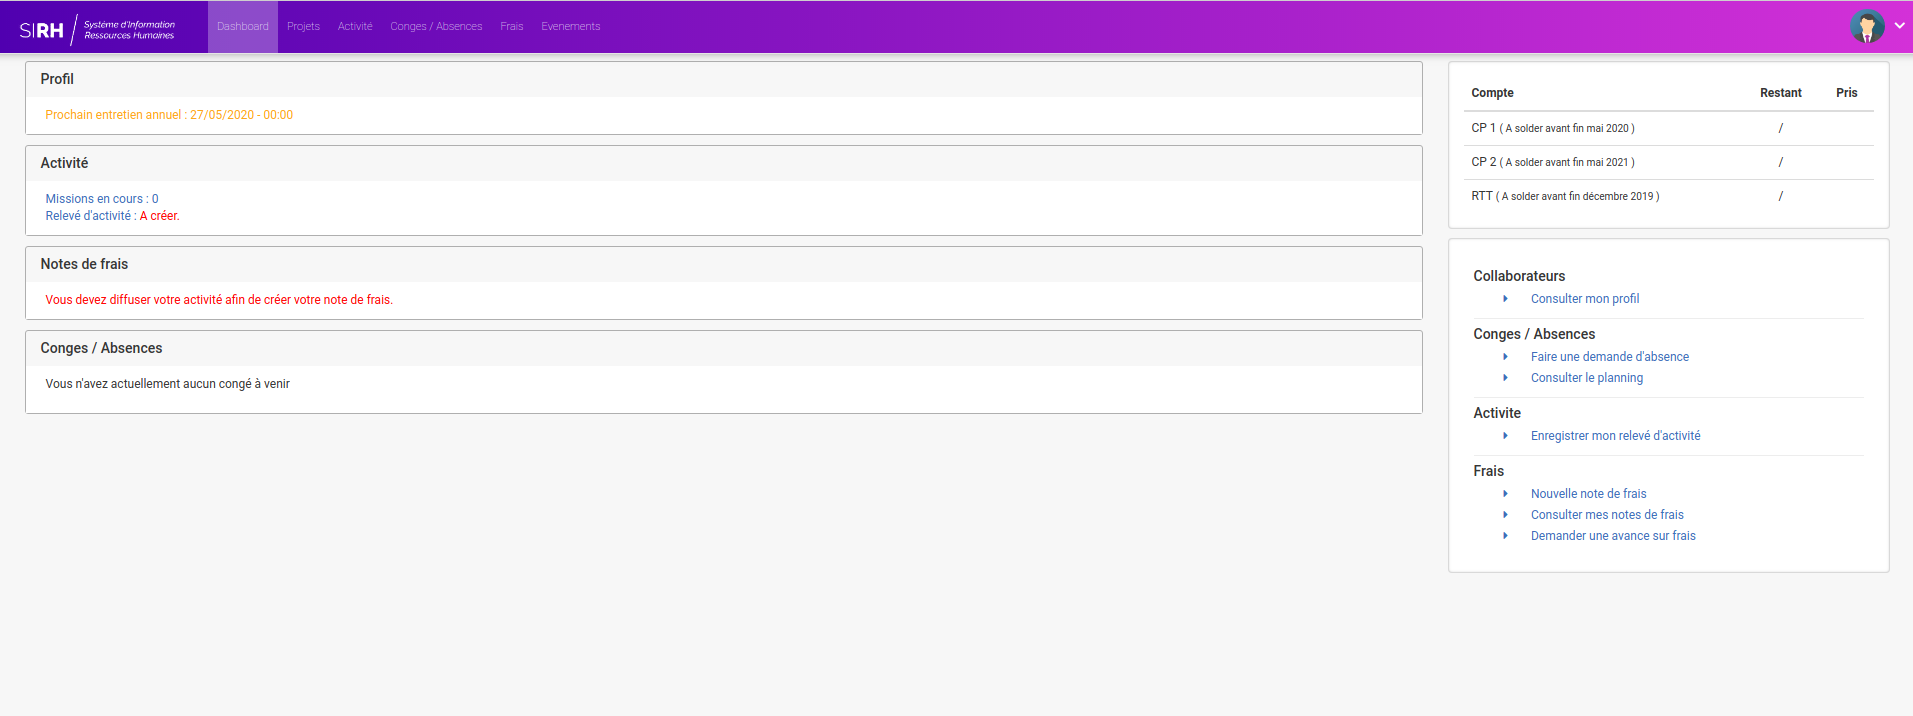 SIRH
Système d'Information
Ressources Humaines
Dashboard
Projets
Activité
Conges / Absences
Frais
Evenements
Profil
Prochain entretien annuel : 27/05/2020 - 00:00
Activité
Missions en cours : 0
Relevé d'activité : A créer.
Notes de frais
Vous devez diffuser votre activité afin de créer votre note de frais.
Conges / Absences
Vous n'avez actuellement aucun congé à venir
Compte Restant Pris
CP 1 ( A solder avant fin mai 2020 ) /
CP 2 ( A solder avant fin mai 2021 ) /
RTT ( A solder avant fin décembre 2019 ) /
Collaborateurs
Consulter mon profil
Conges / Absences
Faire une demande d'absence
Consulter le planning
Activite
Enregistrer mon relevé d'activité
Frais
Nouvelle note de frais
Consulter mes notes de frais
Demander une avance sur frais